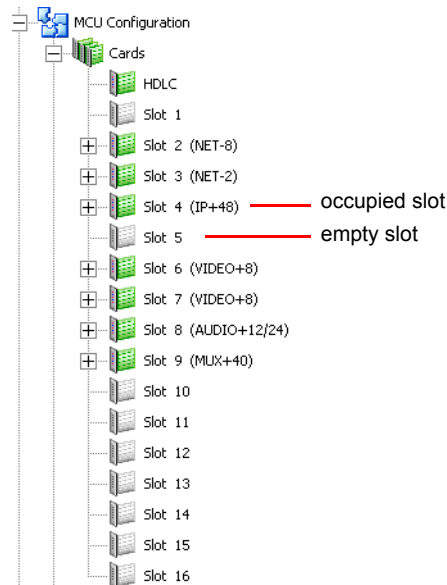 MCU Configuration
Cards
HDLC
Slot 1
Slot 2 (NET-8)
Slot 3 (NET-2)
Slot 4 (IP+48) occupied slot
Slot 5 empty slot
Slot 6 (VIDEO+8)
Slot 7 (VIDEO+8)
Slot 8 (AUDIO+12/24)
Slot 9 (MUX+40)
Slot 10
Slot 11
Slot 12
Slot 13
Slot 14
Slot 15
Slot 16